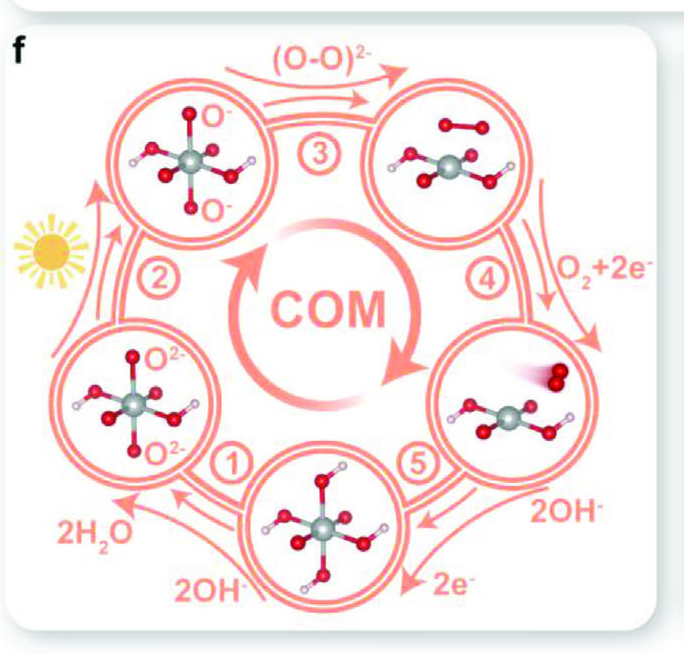 f
(O-O)²⁻
O⁻
O⁻
③
②
④
O₂+2e⁻
COM
O²⁻
O²⁻
①
⑤
2H₂O
2OH⁻
2OH⁻
2e⁻